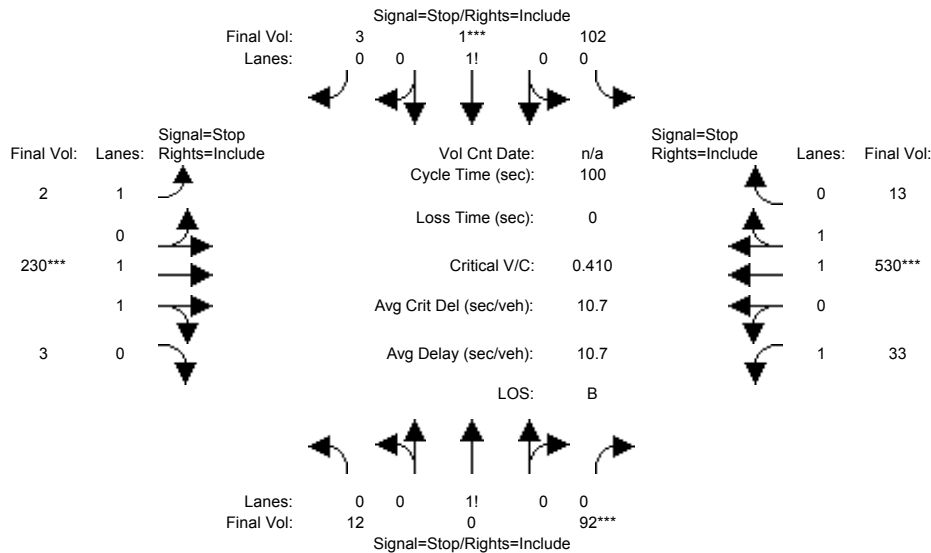 Signal=Stop/Rights=Include
Final Vol: 3 1*** 102
Lanes: 0 0 1! 0 0
Signal=Stop Signal=Stop
Final Vol: Lanes: Rights=Include Vol Cnt Date: n/a Rights=Include Lanes: Final Vol:
Cycle Time (sec): 100
2 1 0 13
Loss Time (sec): 0
0 1
230*** 1 Critical V/C: 0.410 1 530***
1 Avg Crit Del (sec/veh): 10.7 0
3 0 Avg Delay (sec/veh): 10.7 1 33
LOS: B
Lanes: 0 0 1! 0 0
Final Vol: 12 0 92***
Signal=Stop/Rights=Include